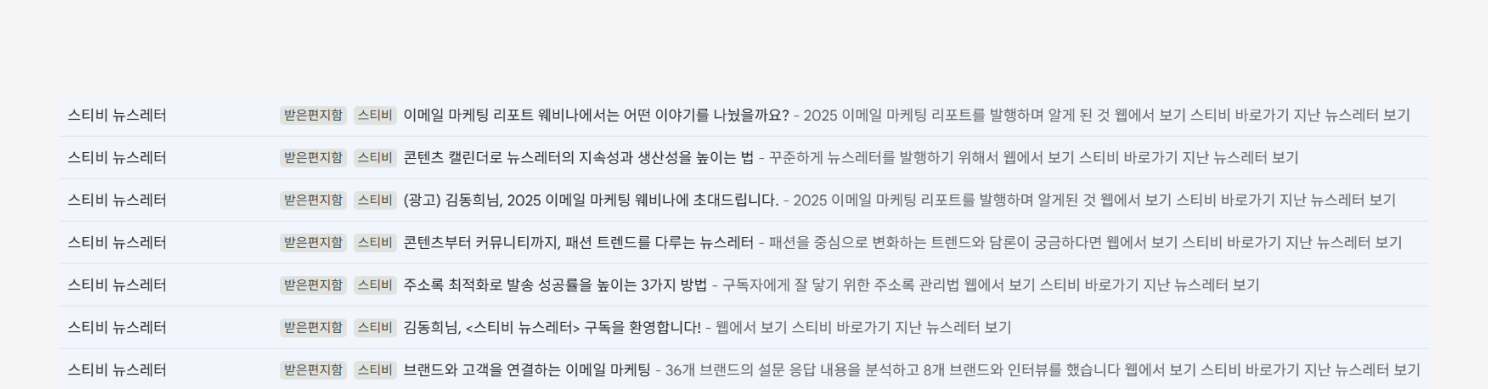 스티비 뉴스레터 받은편지함 스티비 이메일 마케팅 리포트 웨비나에서는 어떤 이야기를 나눴을까요? - 2025 이메일 마케팅 리포트를 발행하며 알게 된 것 웹에서 보기 스티비 바로가기 지난 뉴스레터 보기
스티비 뉴스레터 받은편지함 스티비 콘텐츠 캘린더로 뉴스레터의 지속성과 생산성을 높이는 법 - 꾸준하게 뉴스레터를 발행하기 위해서 웹에서 보기 스티비 바로가기 지난 뉴스레터 보기
스티비 뉴스레터 받은편지함 스티비 (광고) 김동희님, 2025 이메일 마케팅 웨비나에 초대드립니다. - 2025 이메일 마케팅 리포트를 발행하며 알게된 것 웹에서 보기 스티비 바로가기 지난 뉴스레터 보기
스티비 뉴스레터 받은편지함 스티비 콘텐츠부터 커뮤니티까지, 패션 트렌드를 다루는 뉴스레터 - 패션을 중심으로 변화하는 트렌드와 담론이 궁금하다면 웹에서 보기 스티비 바로가기 지난 뉴스레터 보기
스티비 뉴스레터 받은편지함 스티비 주소록 최적화로 발송 성공률을 높이는 3가지 방법 - 구독자에게 잘 닿기 위한 주소록 관리법 웹에서 보기 스티비 바로가기 지난 뉴스레터 보기
스티비 뉴스레터 받은편지함 스티비 김동희님, <스티비 뉴스레터> 구독을 환영합니다! - 웹에서 보기 스티비 바로가기 지난 뉴스레터 보기
스티비 뉴스레터 받은편지함 스티비 브랜드와 고객을 연결하는 이메일 마케팅 - 36개 브랜드의 설문 응답 내용을 분석하고 8개 브랜드와 인터뷰를 했습니다 웹에서 보기 스티비 바로가기 지난 뉴스레터 보기